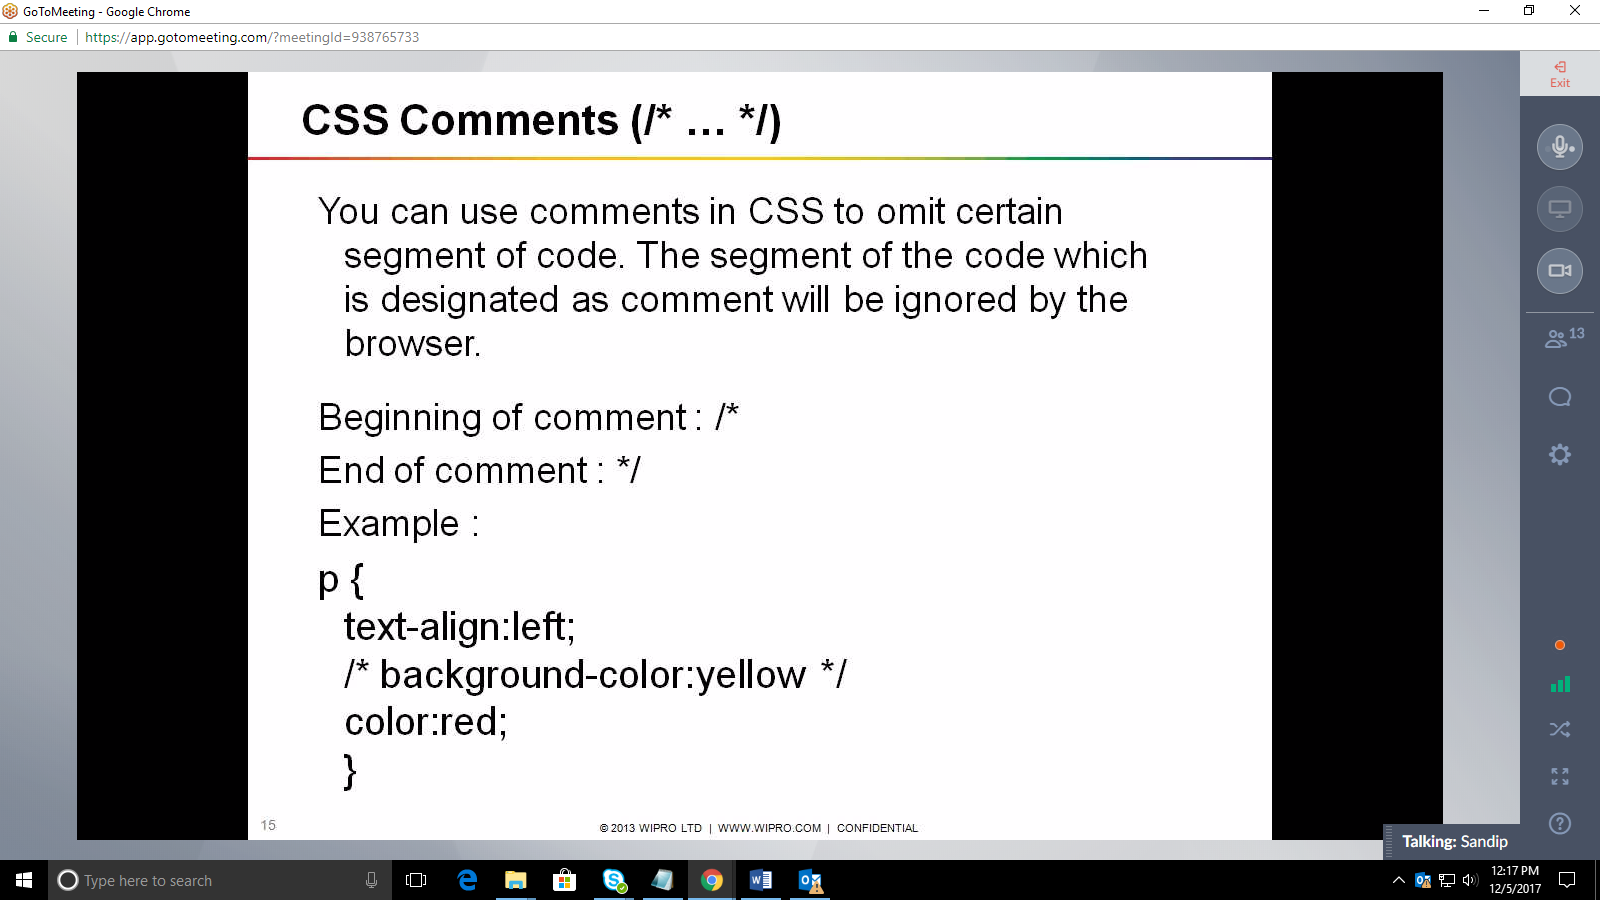 GoToMeeting - Google Chrome
Secure | https://app.gotomeeting.com/?meetingId=938765733
Exit
CSS Comments (/* … */)
You can use comments in CSS to omit certain
segment of code. The segment of the code which
is designated as comment will be ignored by the
browser.
Beginning of comment : /*
End of comment : */
Example :
p {
text-align:left;
/* background-color:yellow */
color:red;
}
13
15
© 2013 WIPRO LTD | WWW.WIPRO.COM | CONFIDENTIAL
Talking: Sandip
Type here to search
12:17 PM
12/5/2017